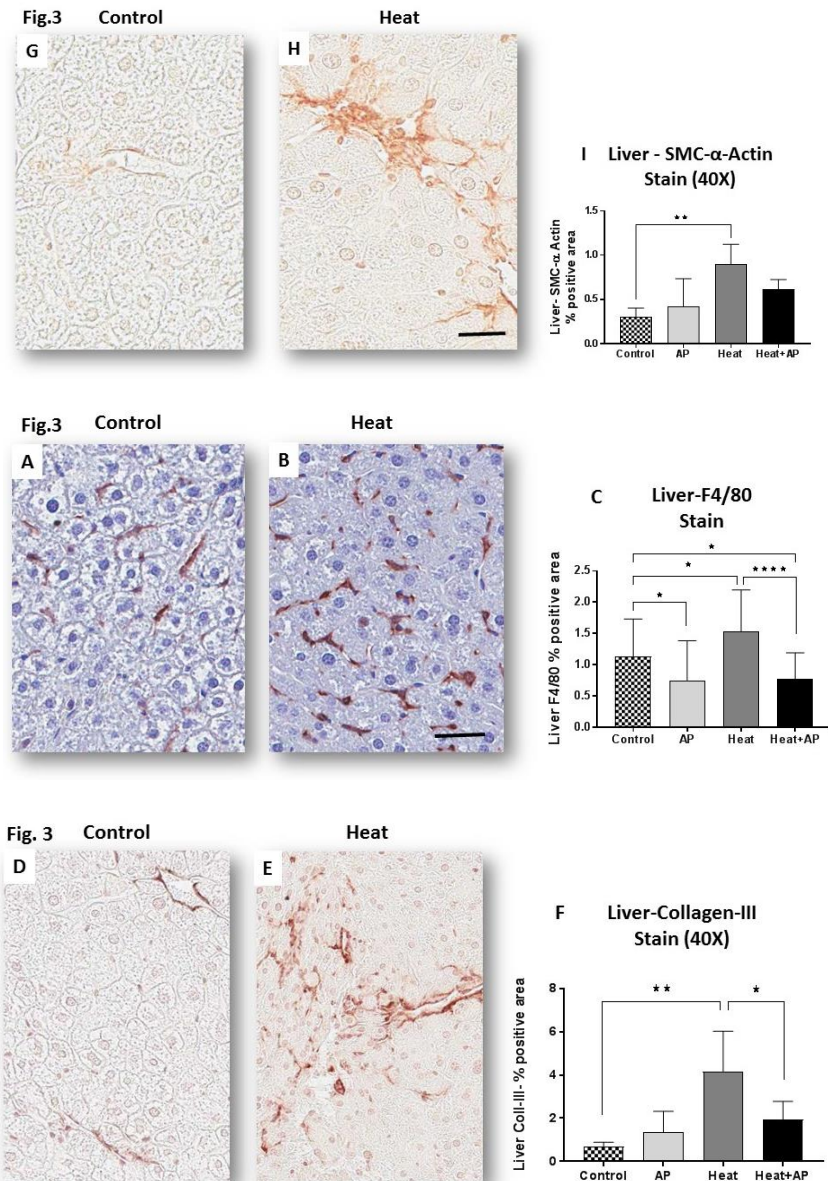 Fig.3 Control Heat
G H
I Liver - SMC-α-Actin
Stain (40X)
Liver- SMC-α Actin
% positive area
1.5
1.0
0.5
0.0
**
Control AP Heat Heat+AP
Fig.3 Control Heat
A B
C Liver-F4/80
Stain
Liver F4/80 % positive area
2.5
2.0
1.5
1.0
0.5
0.0
*
* ****
*
Control AP Heat Heat+AP
Fig. 3 Control Heat
D E
F Liver-Collagen-III
Stain (40X)
Liver Coll-III- % positive area
8
6
4
2
0
** *
Control AP Heat Heat+AP